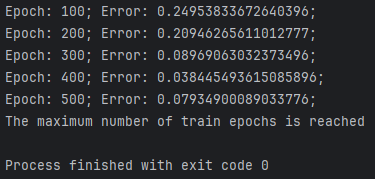 Epoch: 100; Error: 0.24953833672640396;
Epoch: 200; Error: 0.20946265611012777;
Epoch: 300; Error: 0.08969063032373496;
Epoch: 400; Error: 0.038445493615085896;
Epoch: 500; Error: 0.07934900089033776;
The maximum number of train epochs is reached
Process finished with exit code 0